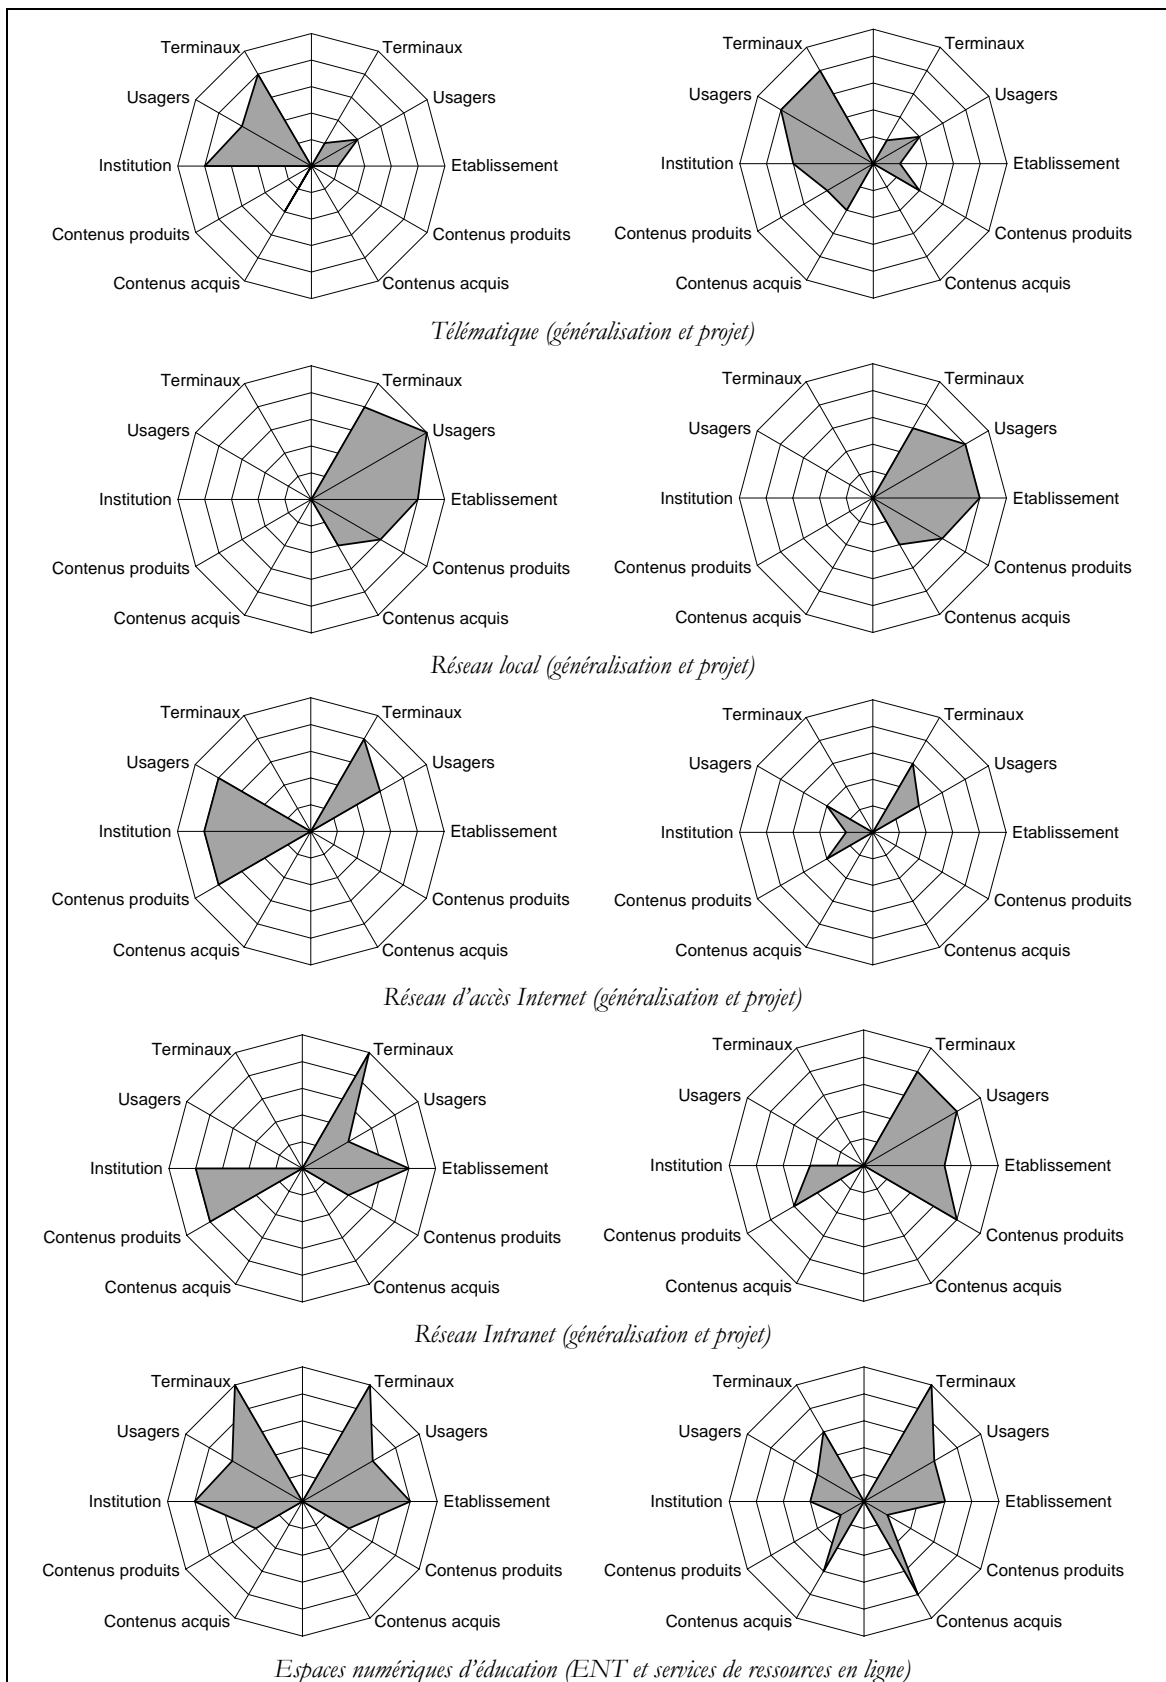 Terminaux Terminaux Terminaux Terminaux
Usagers Usagers Usagers Usagers
Institution Etablissement Institution Etablissement
Contenus produits Contenus produits Contenus produits Contenus produits
Contenus acquis Contenus acquis Contenus acquis Contenus acquis
Télématique (généralisation et projet)
Terminaux Terminaux Terminaux Terminaux
Usagers Usagers Usagers Usagers
Institution Etablissement Institution Etablissement
Contenus produits Contenus produits Contenus produits Contenus produits
Contenus acquis Contenus acquis Contenus acquis Contenus acquis
Réseau local (généralisation et projet)
Terminaux Terminaux Terminaux Terminaux
Usagers Usagers Usagers Usagers
Institution Etablissement Institution Etablissement
Contenus produits Contenus produits Contenus produits Contenus produits
Contenus acquis Contenus acquis Contenus acquis Contenus acquis
Réseau d'accès Internet (généralisation et projet)
Terminaux Terminaux Terminaux Terminaux
Usagers Usagers Usagers Usagers
Institution Etablissement Institution Etablissement
Contenus produits Contenus produits Contenus produits Contenus produits
Contenus acquis Contenus acquis Contenus acquis Contenus acquis
Réseau Intranet (généralisation et projet)
Terminaux Terminaux Terminaux Terminaux
Usagers Usagers Usagers Usagers
Institution Etablissement Institution Etablissement
Contenus produits Contenus produits Contenus produits Contenus produits
Contenus acquis Contenus acquis Contenus acquis Contenus acquis
Espaces numériques d'éducation (ENT et services de ressources en ligne)